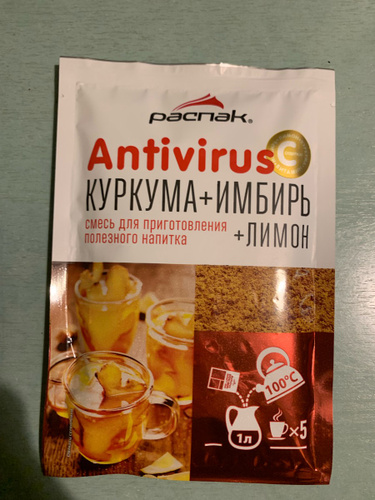 распак®
Antivirus C
КУРКУМА+ИМБИРЬ
смесь для приготовления
полезного напитка
+ЛИМОН
100°C
1л
×5